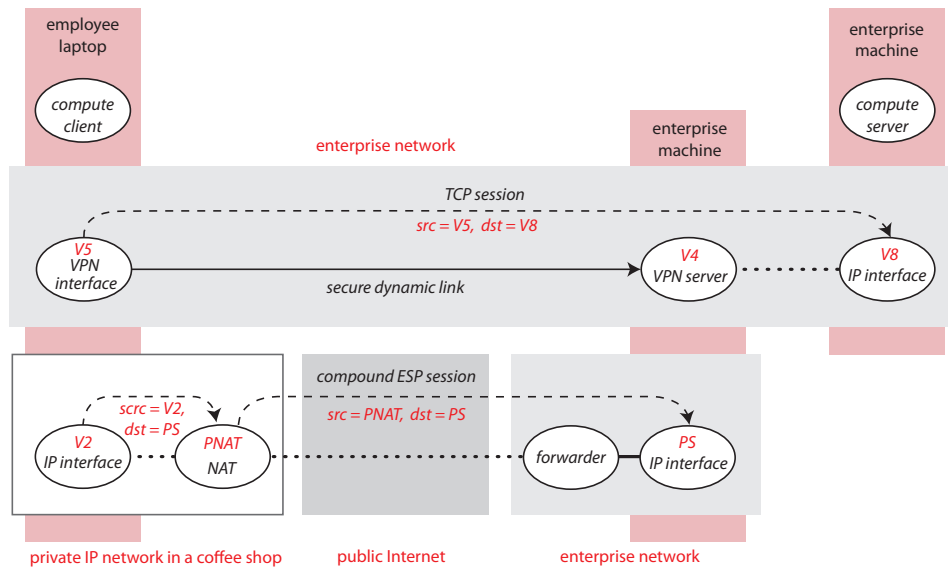 employee
laptop
compute
client
enterprise
machine
compute
server
enterprise network
enterprise
machine
TCP session
src = V5, dst = V8
V5
VPN
interface
secure dynamic link
V4
VPN server
V8
IP interface
compound ESP session
scrc = V2,
dst = PS
src = PNAT, dst = PS
V2
IP interface
PNAT
NAT
forwarder
PS
IP interface
private IP network in a coffee shop
public Internet
enterprise network